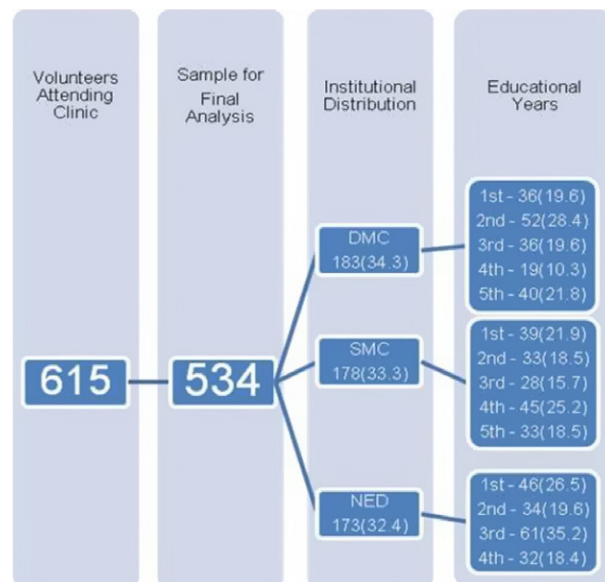 Volunteers
Attending
Clinic
Sample for
Final
Analysis
Institutional
Distribution
Educational
Years
615
534
DMC
183(34.3)
SMC
178(33.3)
NED
173(32.4)
1st - 36(19.6)
2nd - 52(28.4)
3rd - 36(19.6)
4th - 19(10.3)
5th - 40(21.8)
1st - 39(21.9)
2nd - 33(18.5)
3rd - 28(15.7)
4th - 45(25.2)
5th - 33(18.5)
1st - 46(26.5)
2nd - 34(19.6)
3rd - 61(35.2)
4th - 32(18.4)